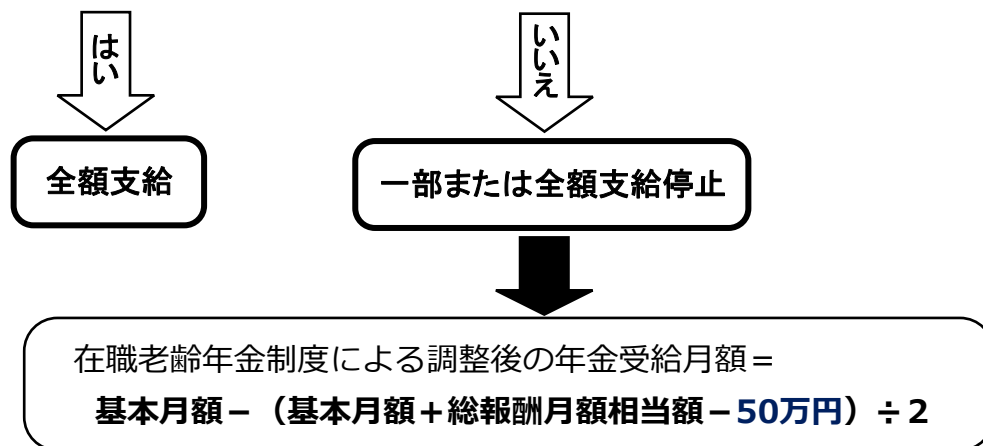 はい
いいえ
全額支給
一部または全額支給停止
在職老齢年金制度による調整後の年金受給月額＝
基本月額－（基本月額＋総報酬月額相当額－50万円）÷2